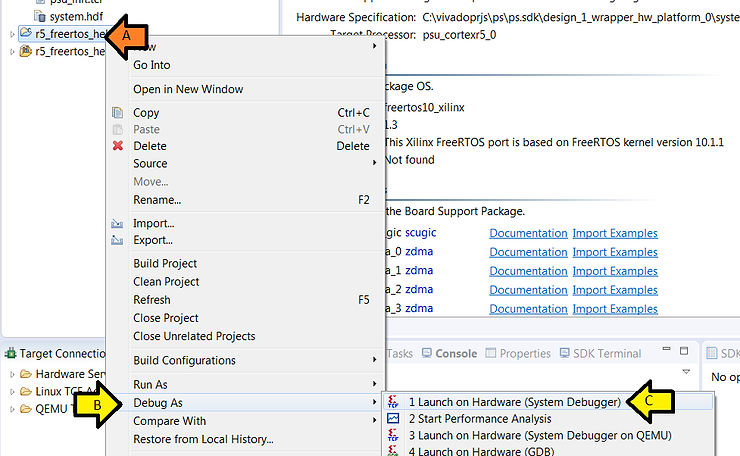 psu_init.tcl
system.hdf
r5_freertos_he
r5_freertos_he
A
New
Go Into
Open in New Window
Copy Ctrl+C
Paste Ctrl+V
Delete Delete
Source
Move...
Rename... F2
Import...
Export...
Build Project
Clean Project
Refresh F5
Close Project
Close Unrelated Projects
Build Configurations
Run As
Debug As
Compare With
Restore from Local History...
B
1 Launch on Hardware (System Debugger)
2 Start Performance Analysis
3 Launch on Hardware (System Debugger on QEMU)
4 Launch on Hardware (GDB)
C
Hardware Specification: C:\vivadoprjs\ps\ps.sdk\design_1_wrapper_hw_platform_0\syste
Target Processor: psu_cortexr5_0
ckage OS.
freertos10_xilinx
1.3
This Xilinx FreeRTOS port is based on FreeRTOS kernel version 10.1.1
Not found
the Board Support Package.
gic scugic Documentation Import Examples
a_0 zdma Documentation Import Examples
a_1 zdma Documentation Import Examples
a_2 zdma Documentation Import Examples
a_3 zdma Documentation Import Examples
Target Connectio
Hardware Serv
Linux TCF Ag
QEMU T
Tasks Console Properties SDK Terminal
SDK
No op